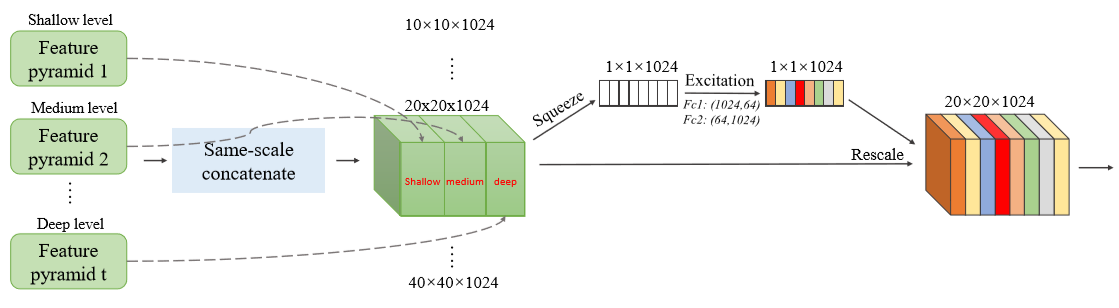 Shallow level
Feature
pyramid 1
Medium level
Feature
pyramid 2
Deep level
Feature
pyramid t
Same-scale
concatenate
10×10×1024
20x20x1024
Shallow
medium
deep
40×40×1024
Squeeze
1×1×1024
Excitation
Fc1: (1024,64)
Fc2: (64,1024)
1×1×1024
Rescale
20×20×1024